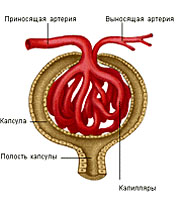 Приносящая артерия
Выносящая артерия
Капсула
Полость капсулы
Капилляры